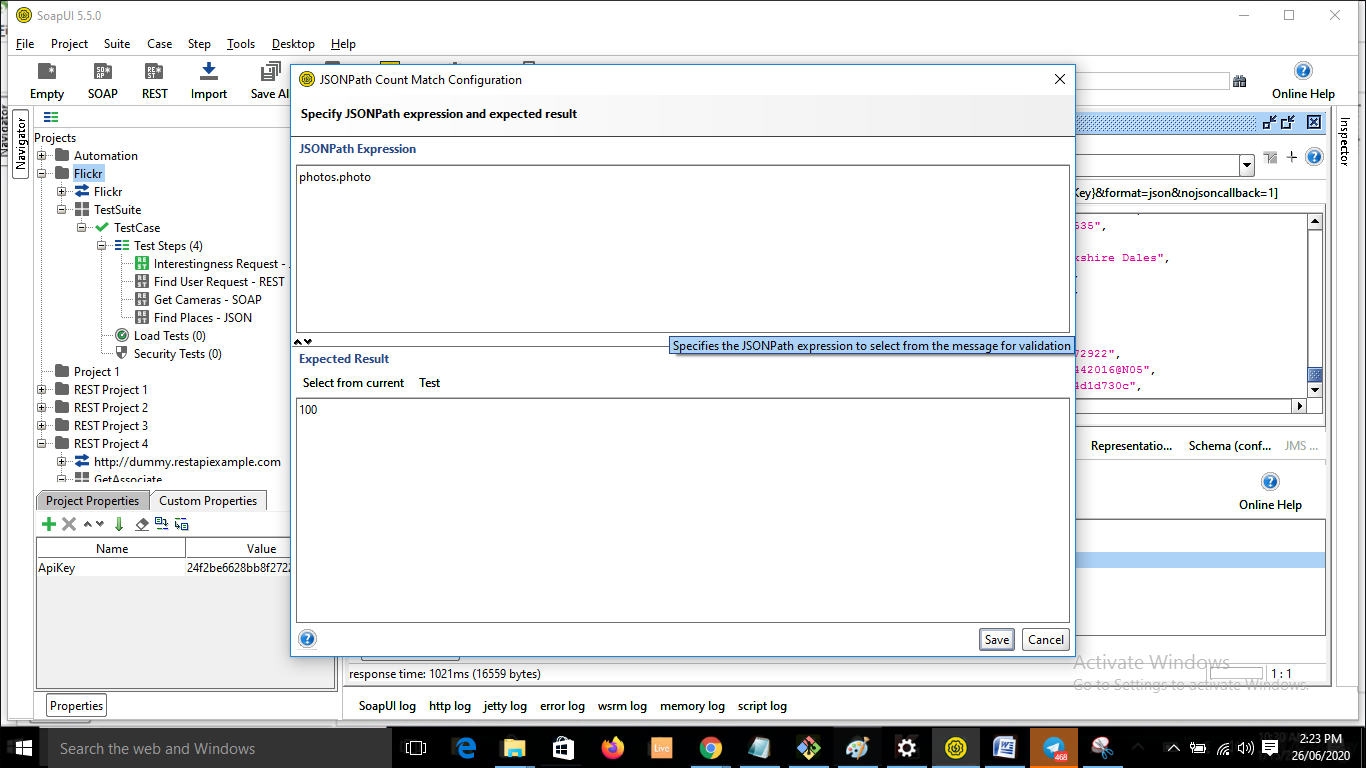 SoapUI 5.5.0
File Project Suite Case Step Tools Desktop Help
Empty SOAP REST Import Save Al Online Help
JSONPath Count Match Configuration
Specify JSONPath expression and expected result
JSONPath Expression
photos.photo
Specifies the JSONPath expression to select from the message for validation
Expected Result
Select from current Test
100
Save Cancel
Navigator
Projects
Automation
Flickr
Flickr
TestSuite
TestCase
Test Steps (4)
Interestingness Request -
Find User Request - REST
Get Cameras - SOAP
Find Places - JSON
Load Tests (0)
Security Tests (0)
Project 1
REST Project 1
REST Project 2
REST Project 3
REST Project 4
http://dummy.restapiexample.com
GetAssociate
Project Properties Custom Properties
Name Value
ApiKey 24f2be6628bb8f272
Properties
Inspector
Key}&format=json&nojsoncallback=1]
535",
kshire Dales",
72922",
442016@N05",
4d1d730c",
Representatio... Schema (conf... JMS ...
Online Help
response time: 1021ms (16559 bytes) 1 : 1
Activate Windows
Go to Settings to activate Windows.
SoapUI log http log jetty log error log wsrm log memory log script log
Search the web and Windows
Live
468
2:23 PM
26/06/2020